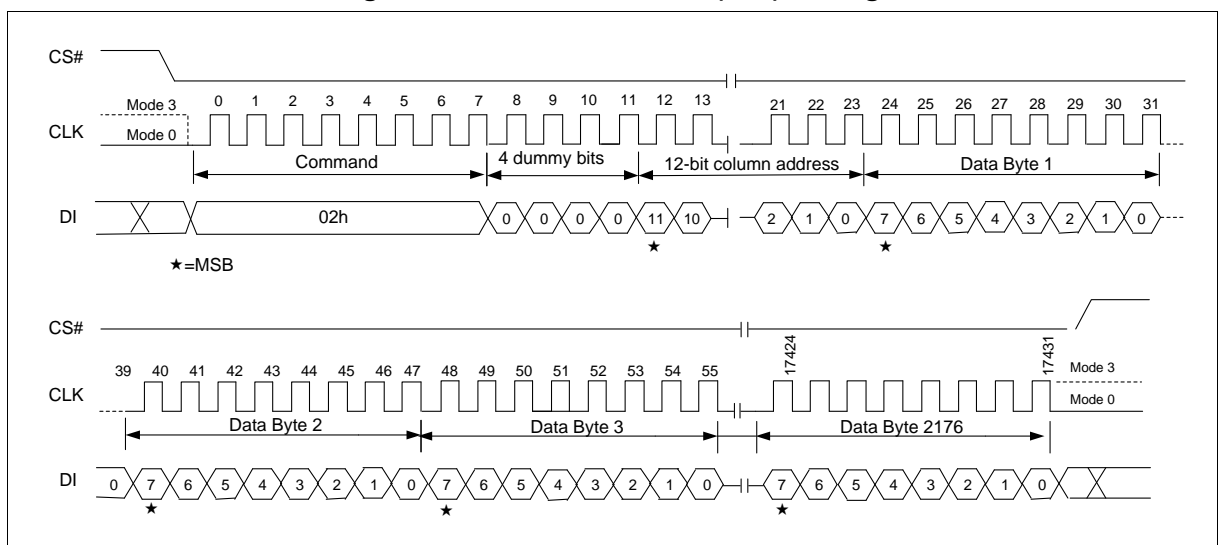 CS#
Mode 3
CLK
Mode 0
0 1 2 3 4 5 6 7 8 9 10 11 12 13 21 22 23 24 25 26 27 28 29 30 31
Command
4 dummy bits
12-bit column address
Data Byte 1
DI
02h
0 0 0 0 11 10 2 1 0 7 6 5 4 3 2 1 0
★
★
★=MSB
CS#
39 40 41 42 43 44 45 46 47 48 49 50 51 52 53 54 55 17424 17431
Mode 3
CLK
Mode 0
Data Byte 2
Data Byte 3
Data Byte 2176
DI
0 7 6 5 4 3 2 1 0 7 6 5 4 3 2 1 0 7 6 5 4 3 2 1 0
★
★
★